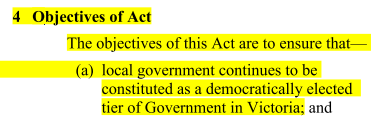 4 Objectives of Act
The objectives of this Act are to ensure that—
(a) local government continues to be
constituted as a democratically elected
tier of Government in Victoria; and